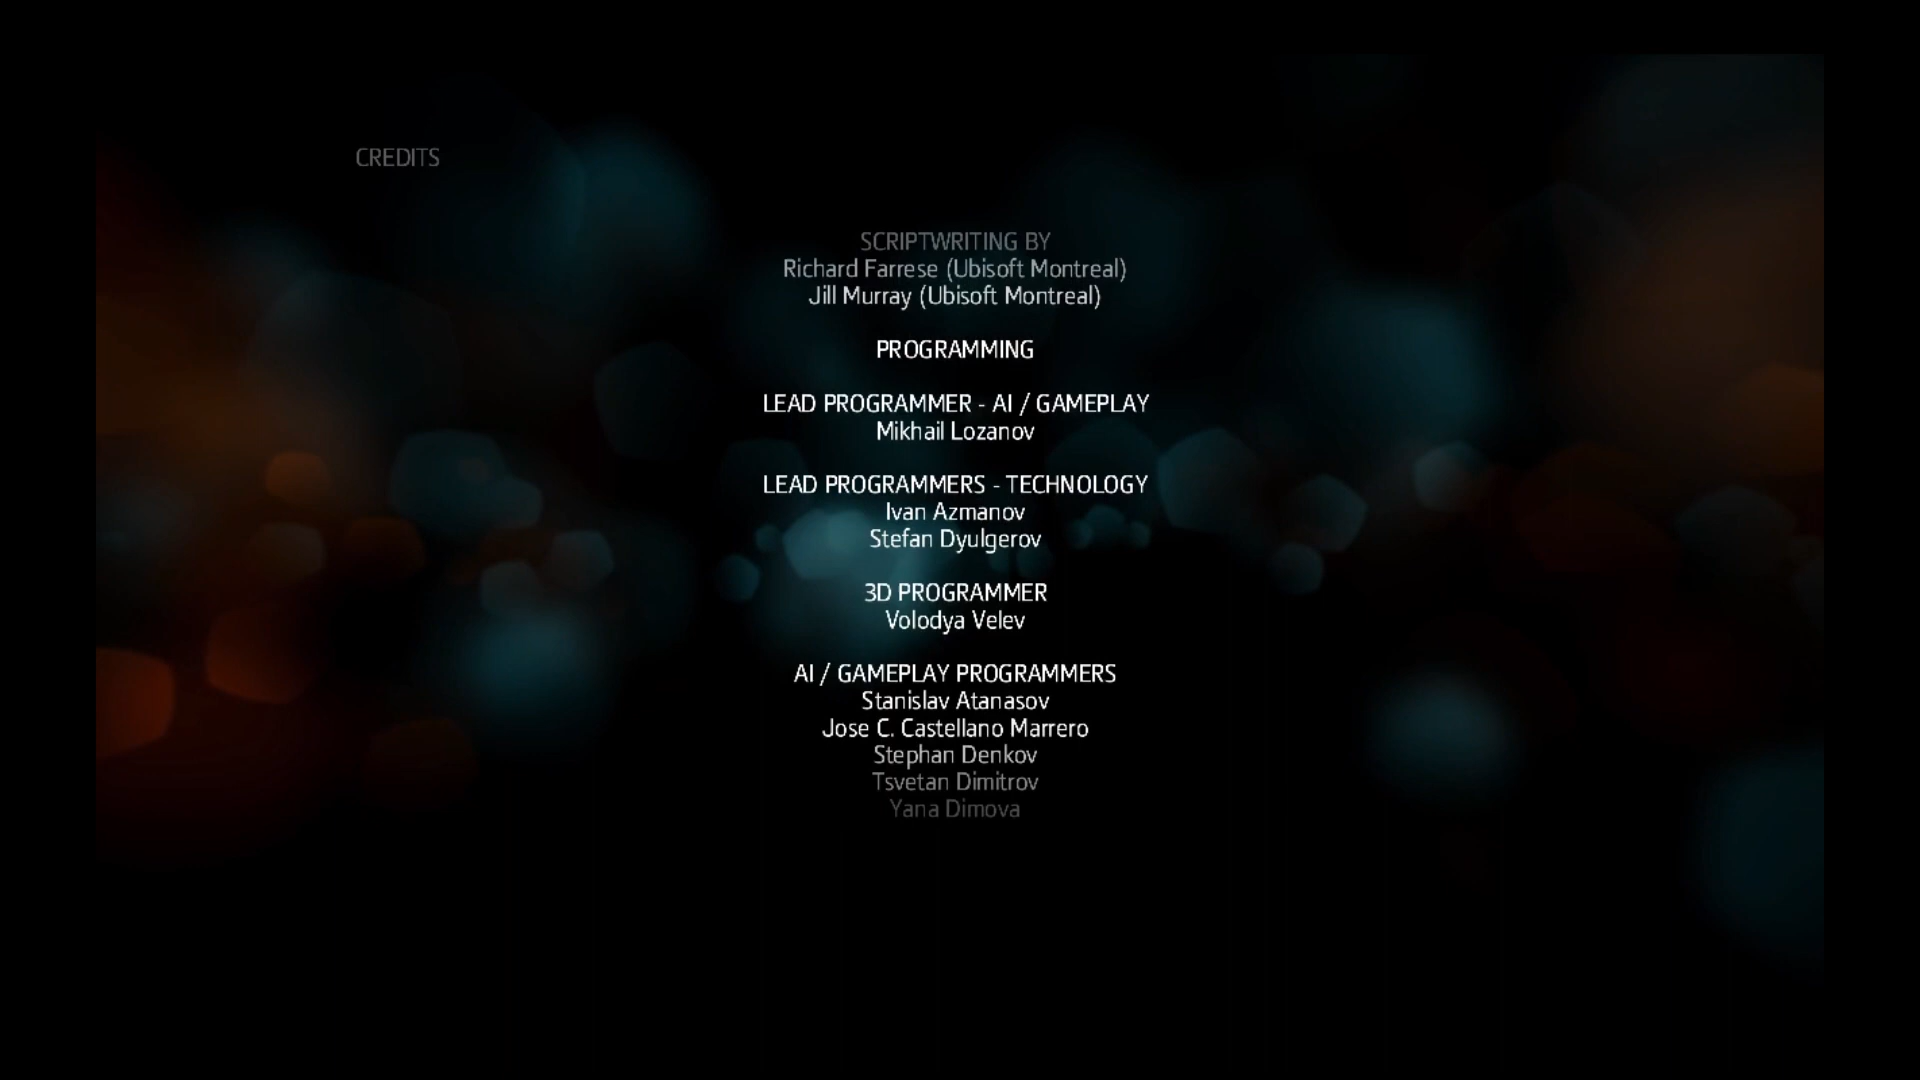 CREDITS
SCRIPTWRITING BY
Richard Farrese (Ubisoft Montreal)
Jill Murray (Ubisoft Montreal)
PROGRAMMING
LEAD PROGRAMMER - AI / GAMEPLAY
Mikhail Lozanov
LEAD PROGRAMMERS - TECHNOLOGY
Ivan Azmanov
Stefan Dyulgerov
3D PROGRAMMER
Volodya Velev
AI / GAMEPLAY PROGRAMMERS
Stanislav Atanasov
Jose C. Castellano Marrero
Stephan Denkov
Tsvetan Dimitrov
Yana Dimova